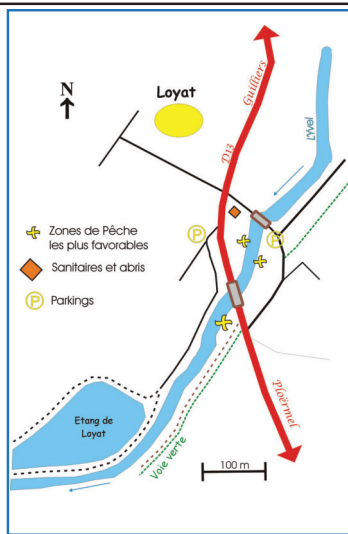 Loyat
N
Guilliers
D13
L'Yvel
Zones de Pêche
les plus favorables
Sanitaires et abris
P Parkings
P
P
Ploërmel
Etang de
Loyat
Voie verte
100 m